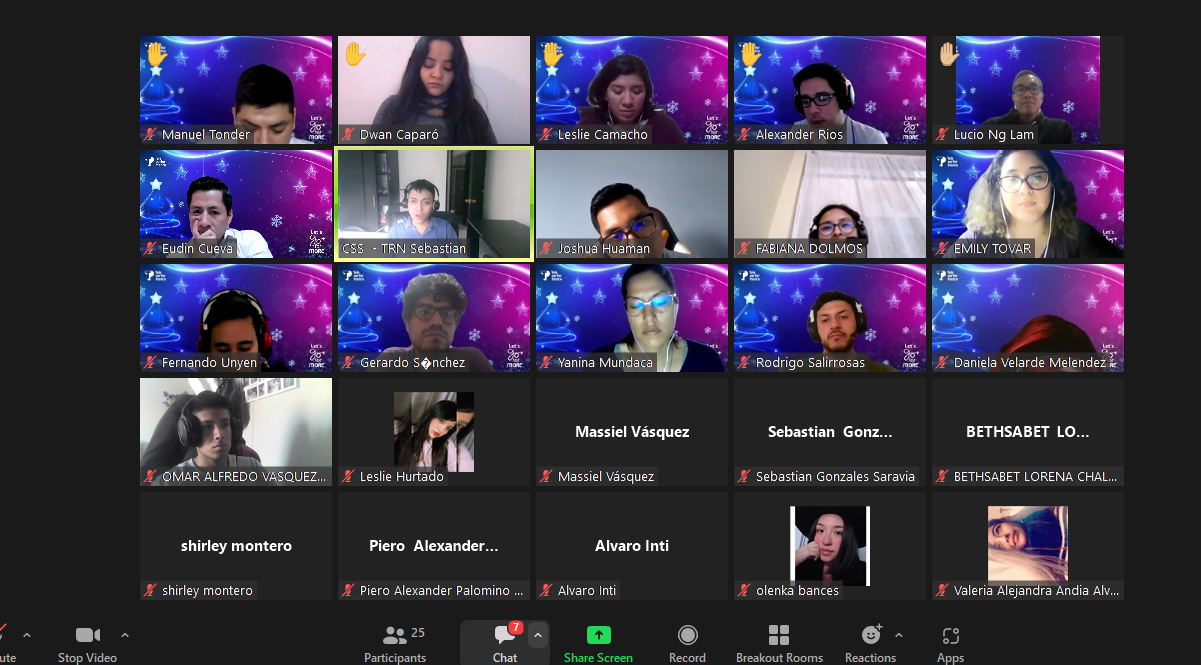 Manuel Tonder
Dwan Caparó
Leslie Camacho
Alexander Rios
Lucio Ng Lam
Let's
go+
for
MORE
Eudin Cueva
CSS - TRN Sebastian
Joshua Huaman
FABIANA DOLMOS
EMILY TOVAR
Fernando Unyen
Gerardo S�nchez
Yanina Mundaca
Rodrigo Salirrosas
Daniela Velarde Melendez
OMAR ALFREDO VASQUEZ...
Leslie Hurtado
Massiel Vásquez
Massiel Vásquez
Sebastian Gonz...
Sebastian Gonzales Saravia
BETHSABET LO...
BETHSABET LORENA CHAL...
shirley montero
shirley montero
Piero Alexander...
Piero Alexander Palomino ...
Alvaro Inti
Alvaro Inti
olenka bances
Valeria Alejandra Andia Alv...
ute
Stop Video
25
Participants
7
Chat
Share Screen
Record
Breakout Rooms
Reactions
Apps